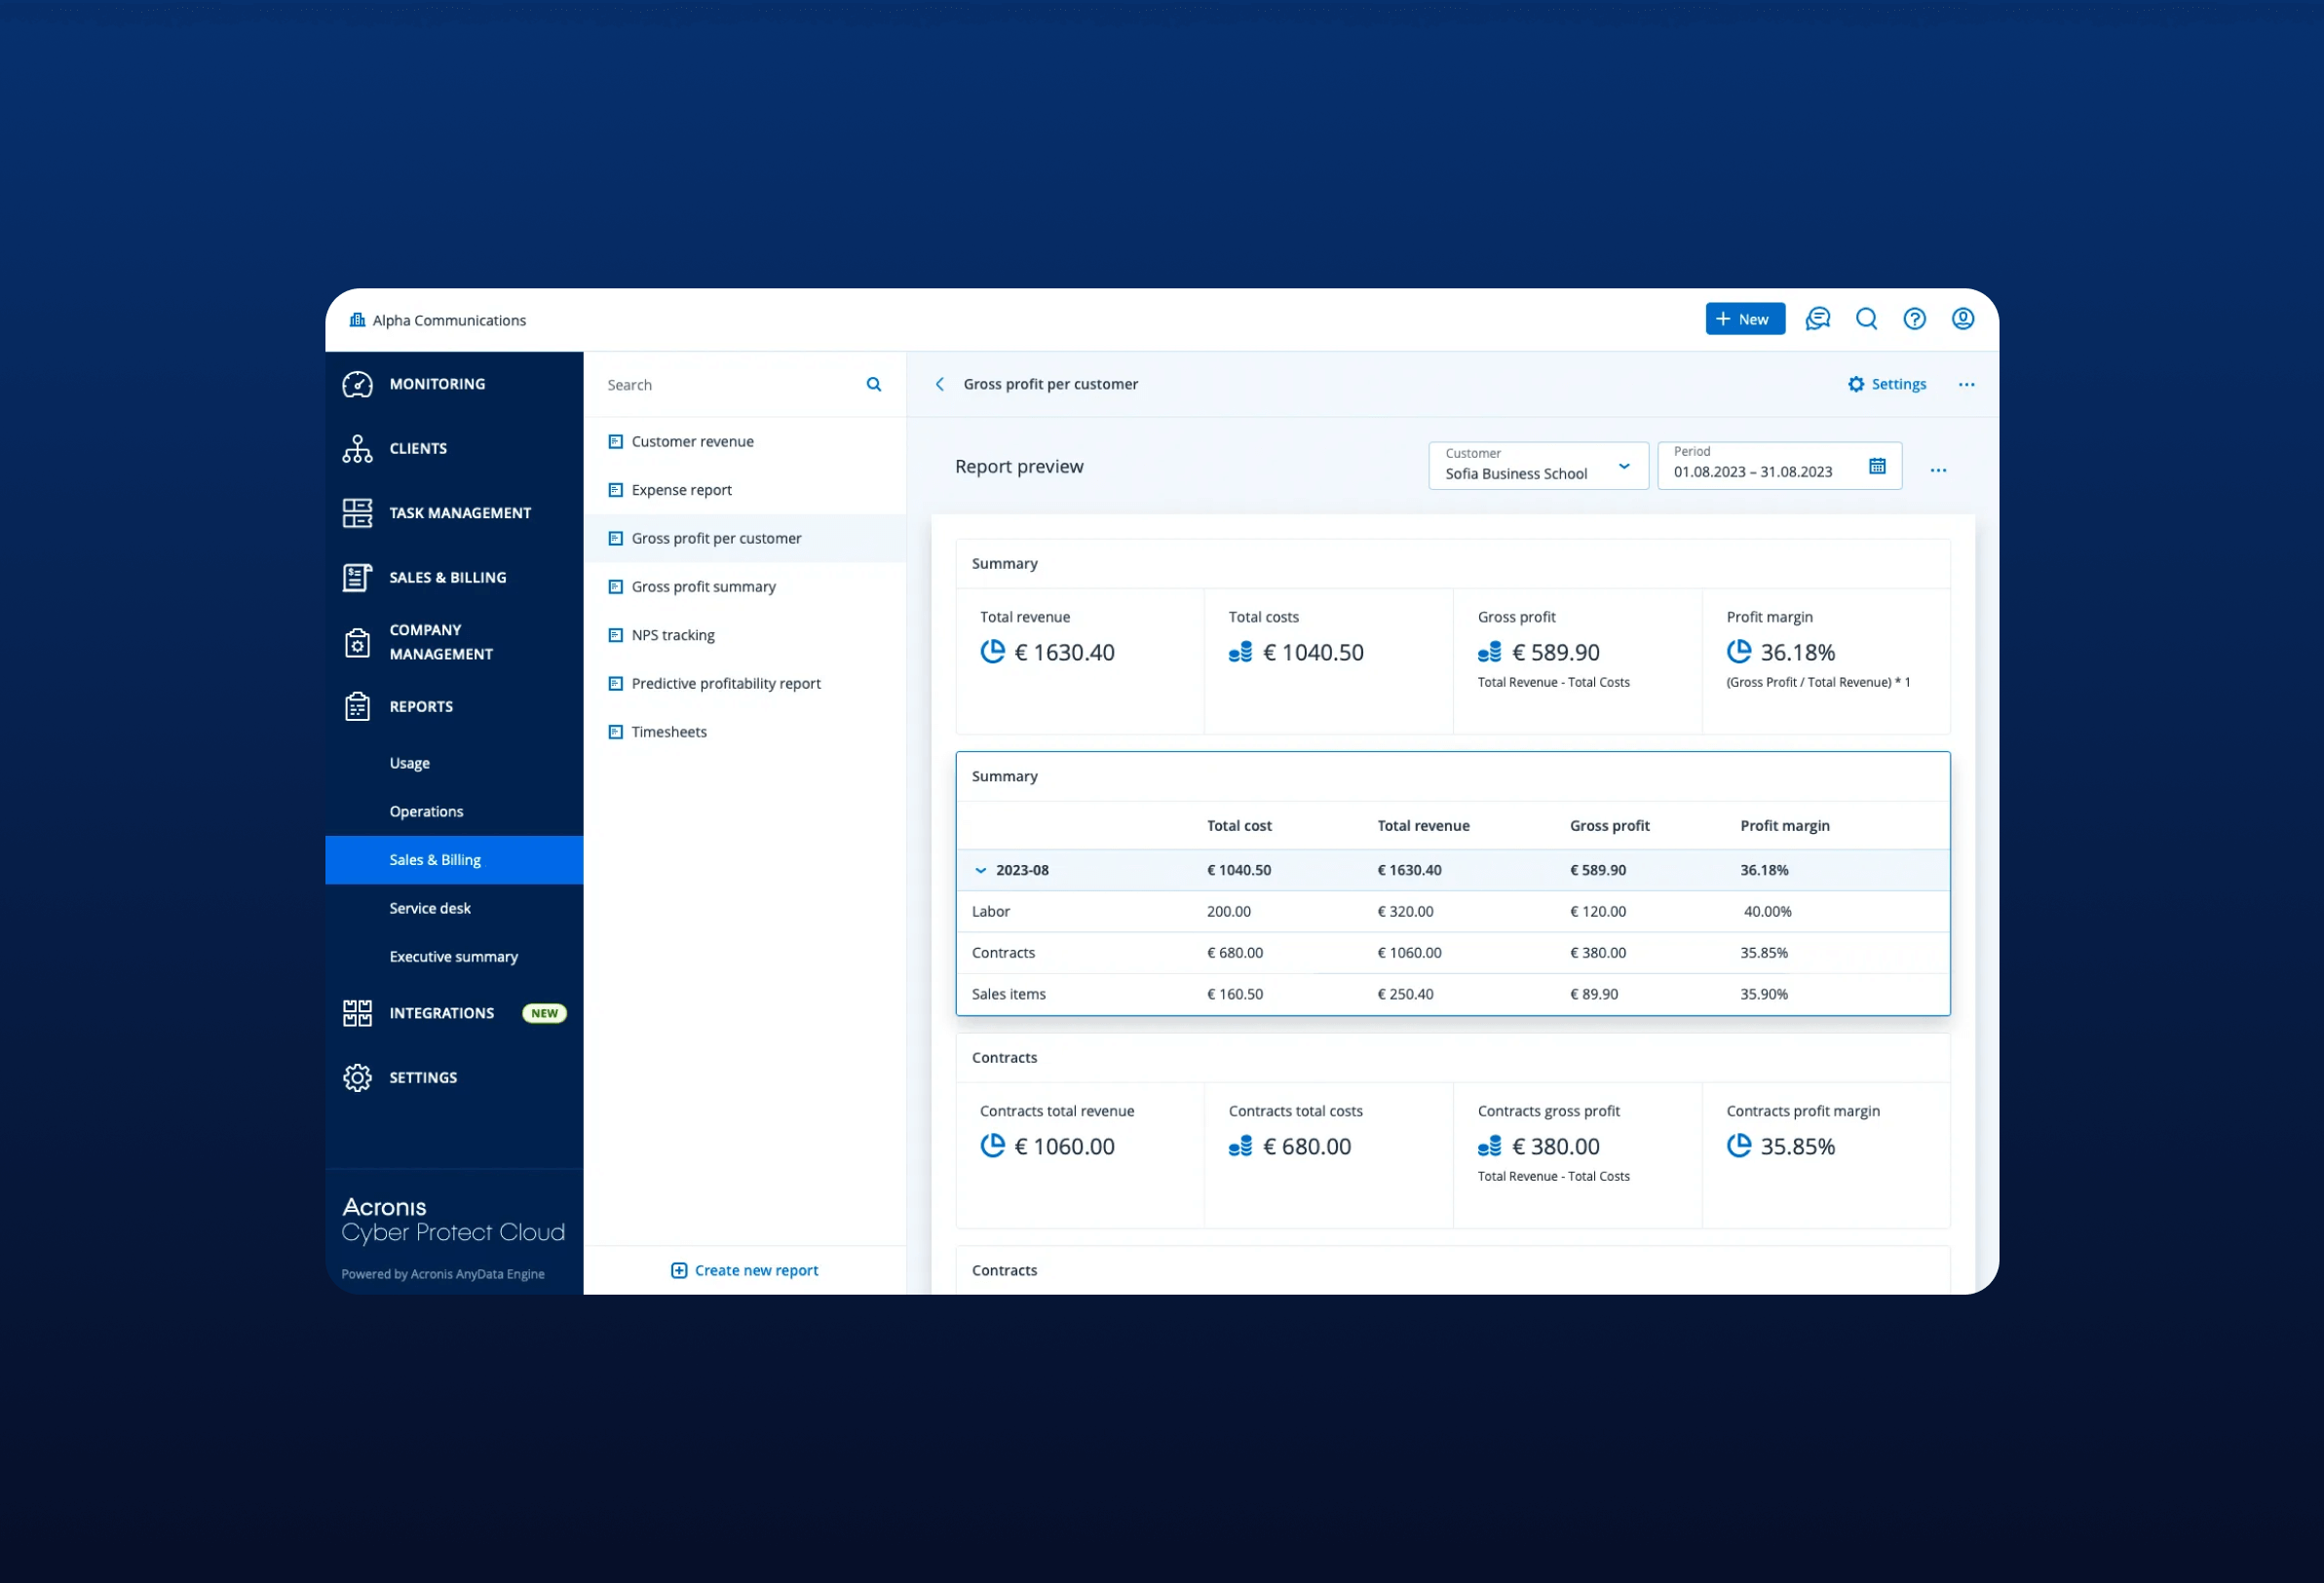 Alpha Communications
New
MONITORING
CLIENTS
TASK MANAGEMENT
SALES & BILLING
COMPANY
MANAGEMENT
REPORTS
Usage
Operations
Sales & Billing
Service desk
Executive summary
INTEGRATIONS NEW
SETTINGS
Acronis
Cyber Protect Cloud
Powered by Acronis AnyData Engine
Search
Customer revenue
Expense report
Gross profit per customer
Gross profit summary
NPS tracking
Predictive profitability report
Timesheets
Create new report
Gross profit per customer
Settings
Report preview
Customer
Sofia Business School
Period
01.08.2023 – 31.08.2023
Summary
Total revenue
€ 1630.40
Total costs
€ 1040.50
Gross profit
€ 589.90
Total Revenue - Total Costs
Profit margin
36.18%
(Gross Profit / Total Revenue) * 1
Summary
Total cost Total revenue Gross profit Profit margin
2023-08 € 1040.50 € 1630.40 € 589.90 36.18%
Labor 200.00 € 320.00 € 120.00 40.00%
Contracts € 680.00 € 1060.00 € 380.00 35.85%
Sales items € 160.50 € 250.40 € 89.90 35.90%
Contracts
Contracts total revenue
€ 1060.00
Contracts total costs
€ 680.00
Contracts gross profit
€ 380.00
Total Revenue - Total Costs
Contracts profit margin
35.85%
Contracts